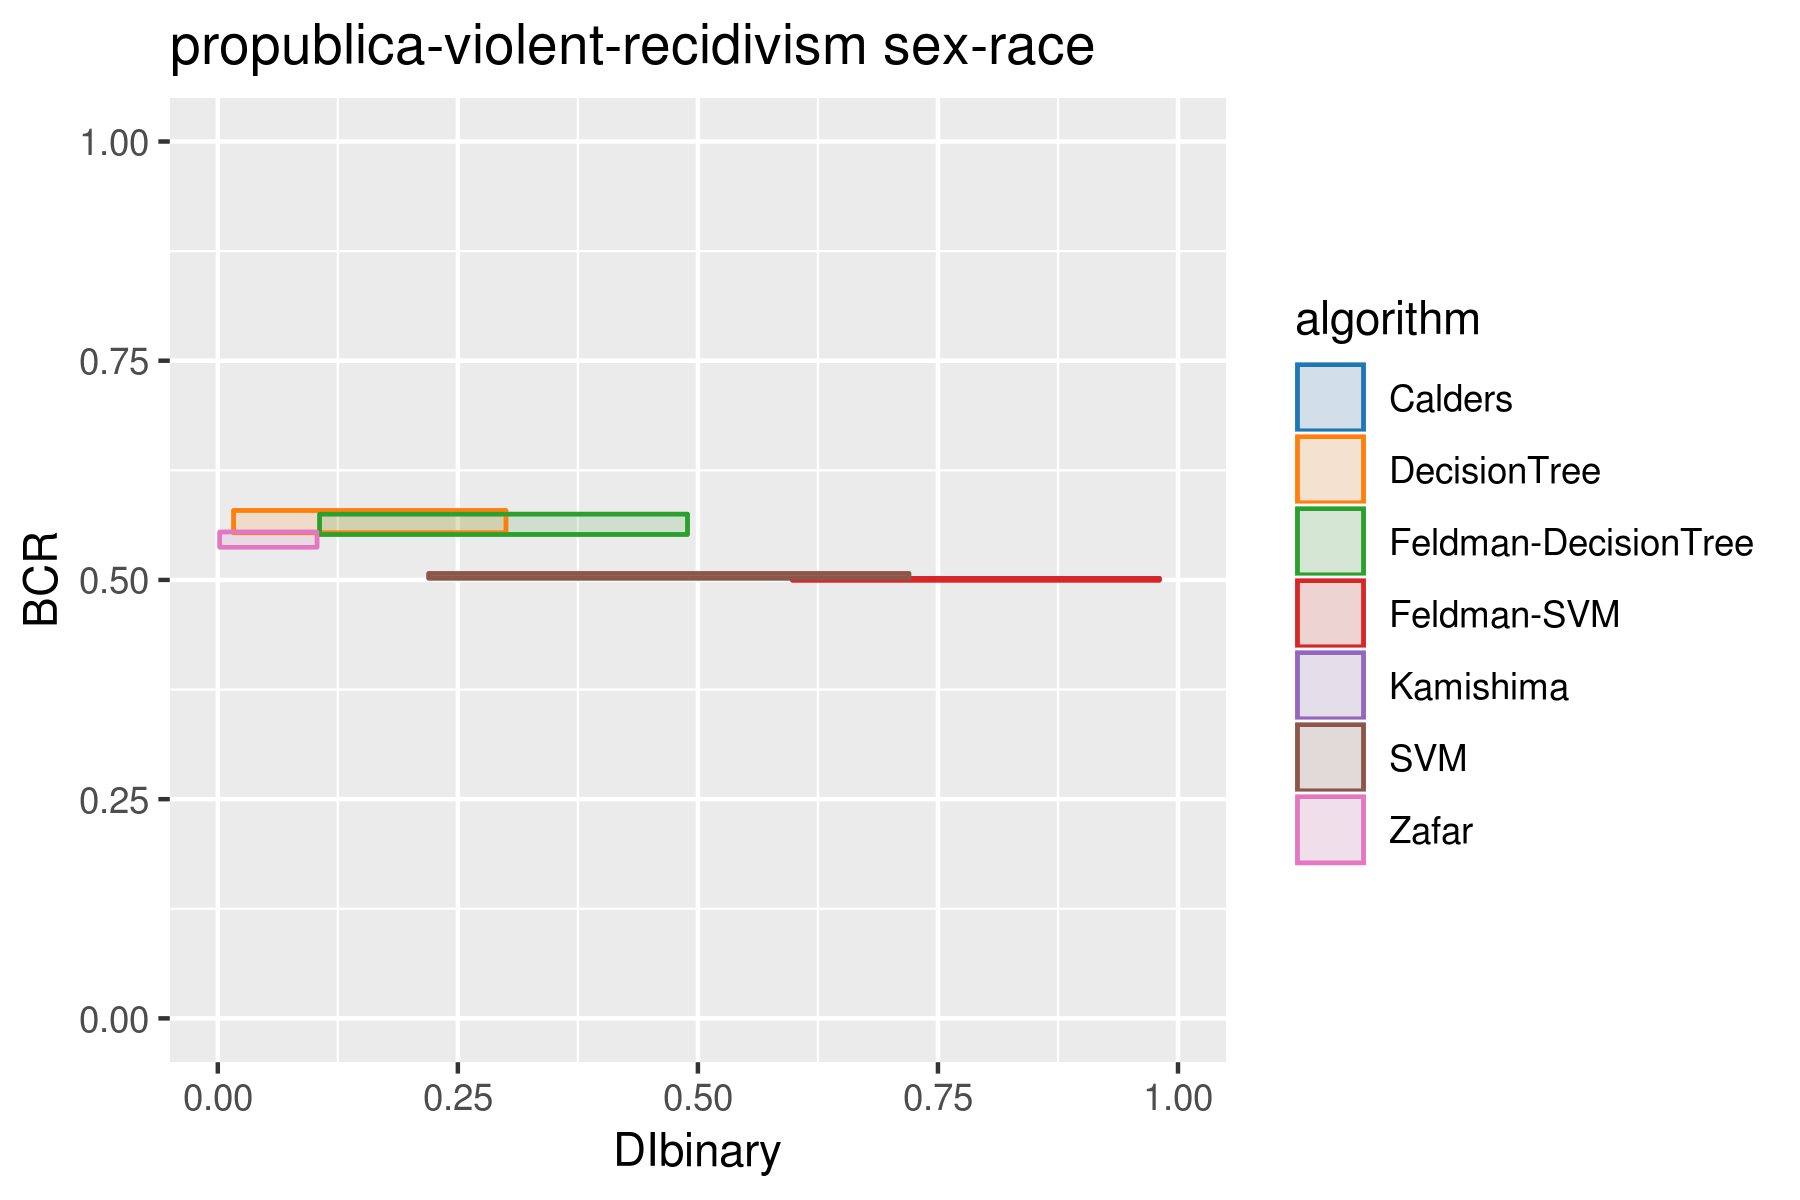 propublica-violent-recidivism sex-race
1.00
0.75
0.50
0.25
0.00
BCR
0.00 0.25 0.50 0.75 1.00
DIbinary
algorithm
Calders
DecisionTree
Feldman-DecisionTree
Feldman-SVM
Kamishima
SVM
Zafar